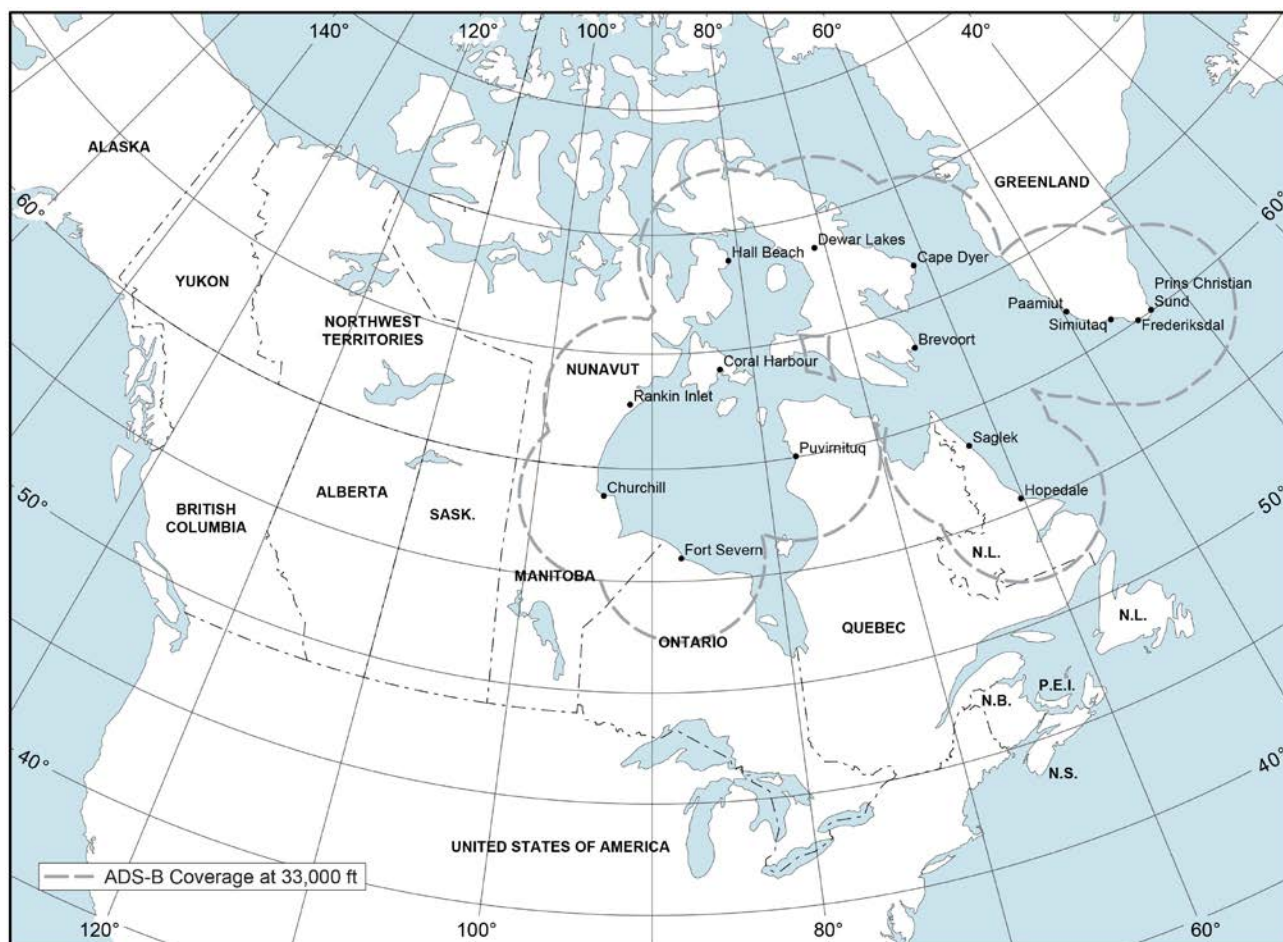 140°
120°
100°
80°
60°
40°
ALASKA
GREENLAND
60°
60°
Dewar Lakes
Hall Beach
Cape Dyer
YUKON
Prins Christian
Sund
Paamiut
Simiutaq
Frederiksdal
NORTHWEST
TERRITORIES
Brevoort
NUNAVUT
Coral Harbour
Rankin Inlet
Saglek
Puvirnituq
50°
ALBERTA
Churchill
Hopedale
50°
BRITISH
COLUMBIA
SASK.
Fort Severn
N.L.
MANITOBA
N.L.
ONTARIO
QUEBEC
P.E.I.
N.B.
40°
40°
N.S.
UNITED STATES OF AMERICA
ADS-B Coverage at 33,000 ft
120°
100°
80°
60°